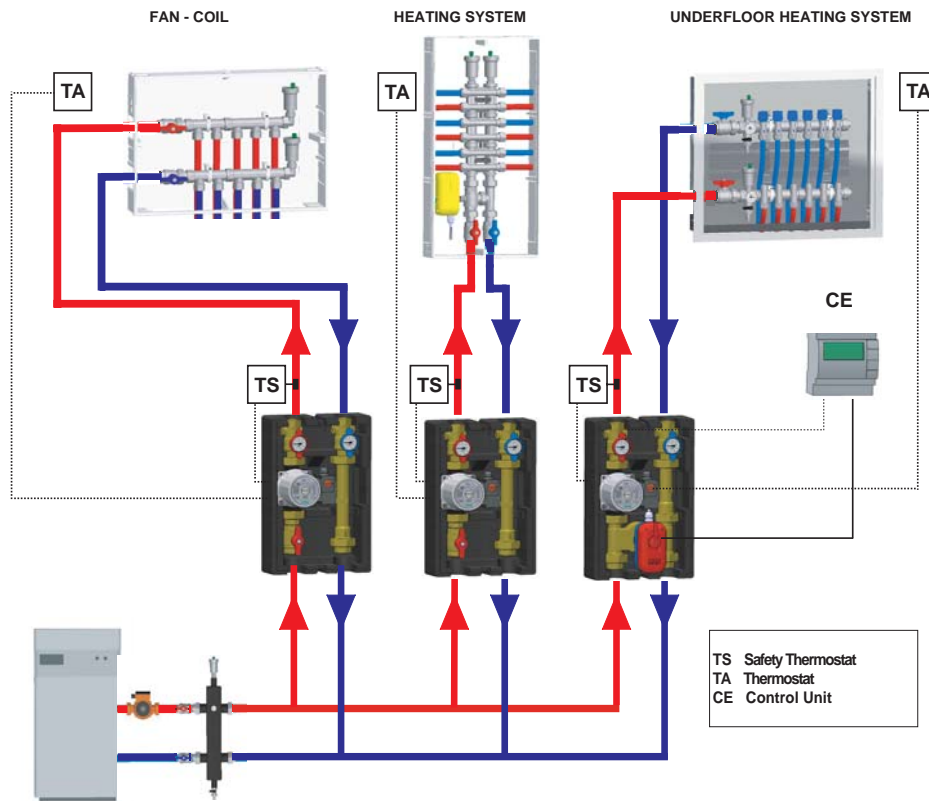 FAN - COIL
HEATING SYSTEM
UNDERFLOOR HEATING SYSTEM
TA
TA
TA
CE
TS
TS
TS
TS Safety Thermostat
TA Thermostat
CE Control Unit